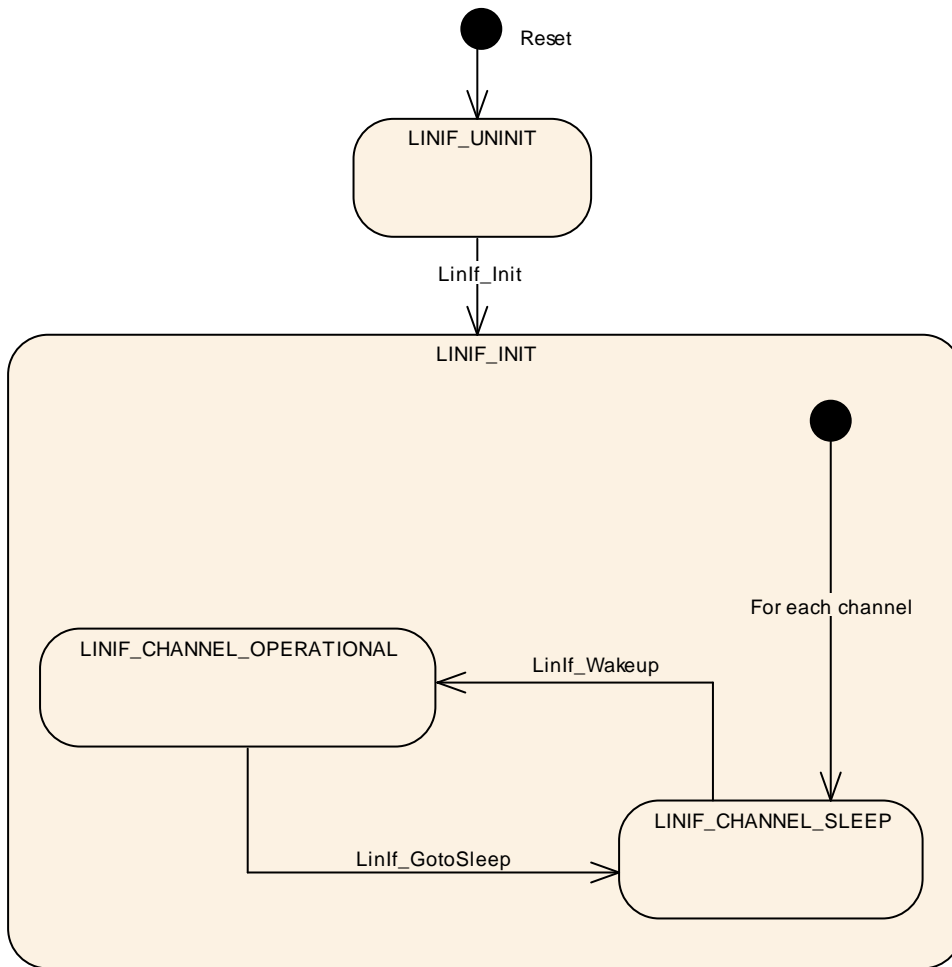 Reset
LINIF_UNINIT
LinIf_Init
LINIF_INIT
For each channel
LINIF_CHANNEL_OPERATIONAL
LinIf_Wakeup
LINIF_CHANNEL_SLEEP
LinIf_GotoSleep